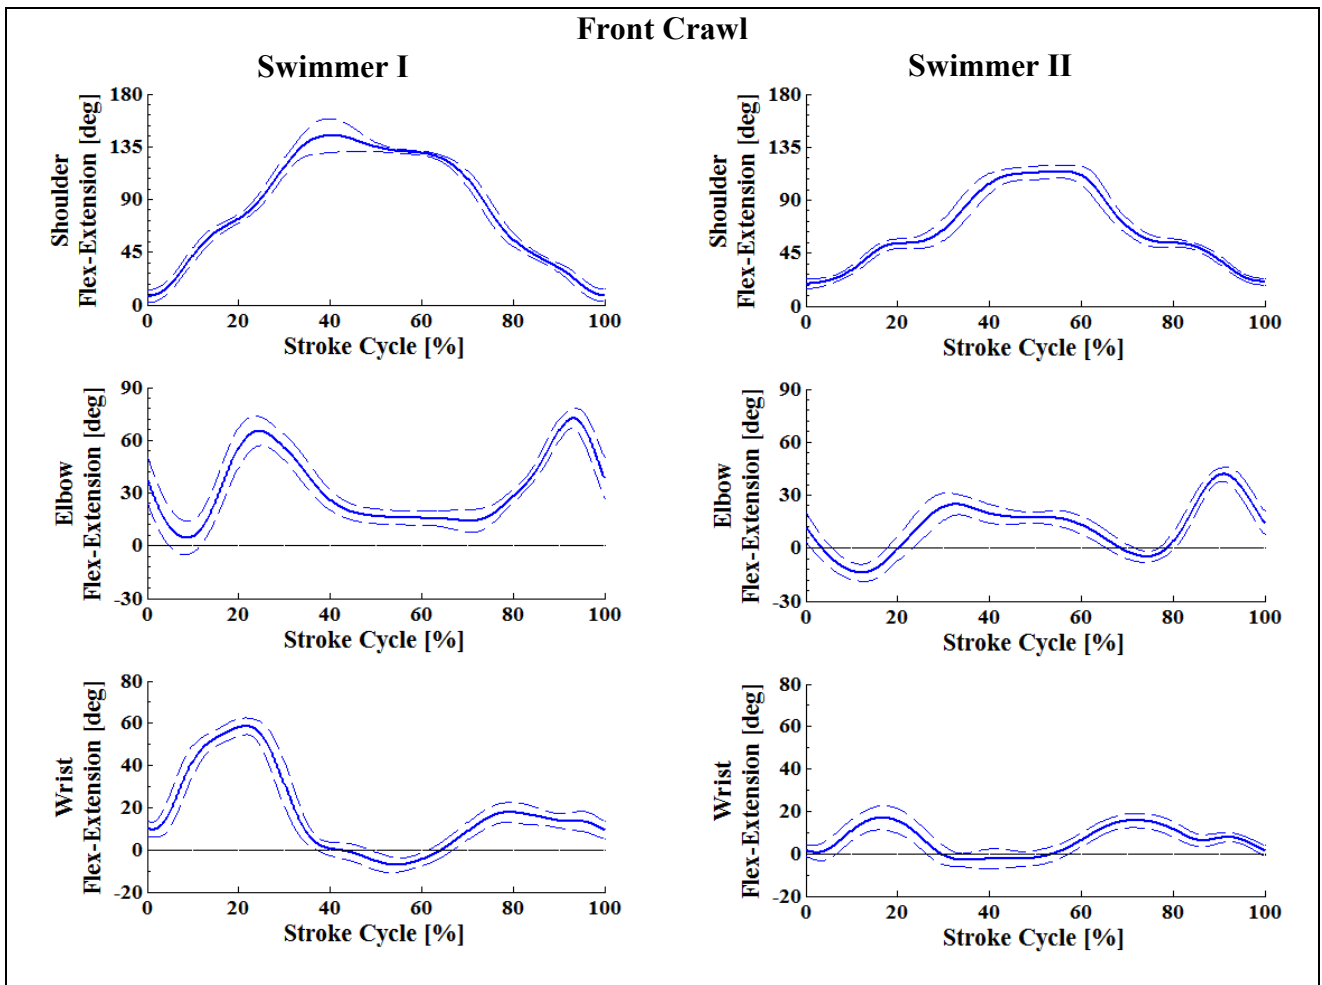 Front Crawl
Swimmer I
Swimmer II
Shoulder
Flex-Extension [deg]
180
135
90
45
0
0 20 40 60 80 100
Stroke Cycle [%]
Shoulder
Flex-Extension [deg]
180
135
90
45
0
0 20 40 60 80 100
Stroke Cycle [%]
Elbow
Flex-Extension [deg]
90
60
30
0
-30
0 20 40 60 80 100
Stroke Cycle [%]
Elbow
Flex-Extension [deg]
90
60
30
0
-30
0 20 40 60 80 100
Stroke Cycle [%]
Wrist
Flex-Extension [deg]
80
60
40
20
0
-20
0 20 40 60 80 100
Stroke Cycle [%]
Wrist
Flex-Extension [deg]
80
60
40
20
0
-20
0 20 40 60 80 100
Stroke Cycle [%]